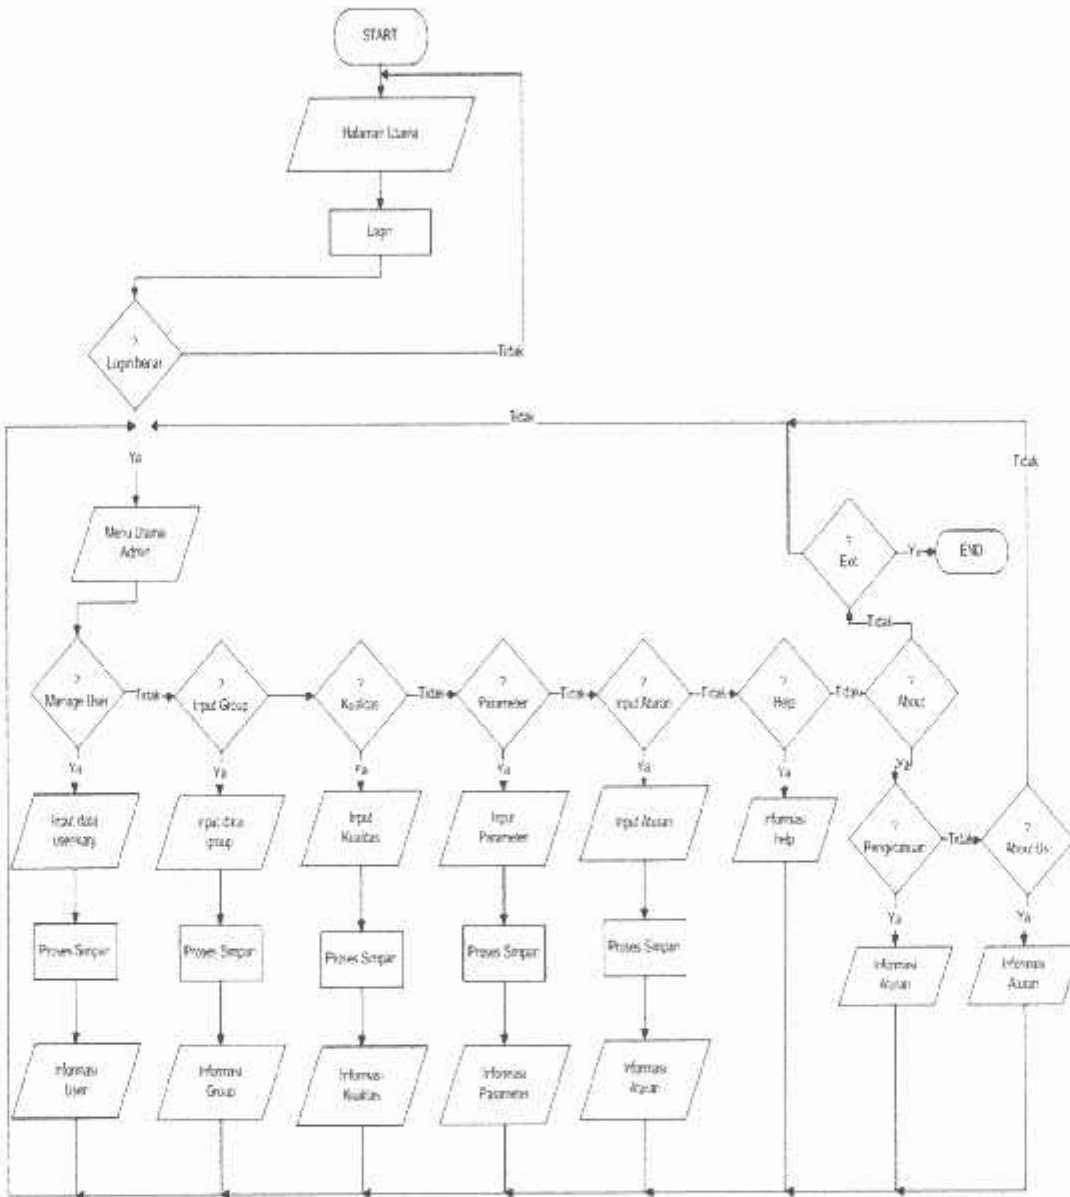 START
Halaman Utama
Login
?
Login benar
Tidak
Tidak
Ya
Tidak
Menu Utama
Admin
?
Exit
Ya
END
Tidak
?
Manage User
Tidak
?
Input Group
?
Kualitas
Tidak
?
Parameter
Tidak
?
Input Aturan
Tidak
?
Help
Tidak
?
About
Ya
Ya
Ya
Ya
Ya
Ya
Ya
Input data
Input data
group
Input
Kualitas
Input
Parameter
Input Aturan
Informasi
help
?
Pengetahuan
Tidak
?
About Us
Ya
Ya
Proses Simpan
Proses Simpan
Proses Simpan
Proses Simpan
Proses Simpan
Informasi
Aturan
Informasi
Aturan
Informasi
User
Informasi
Group
Informasi
Kualitas
Informasi
Parameter
Informasi
Aturan